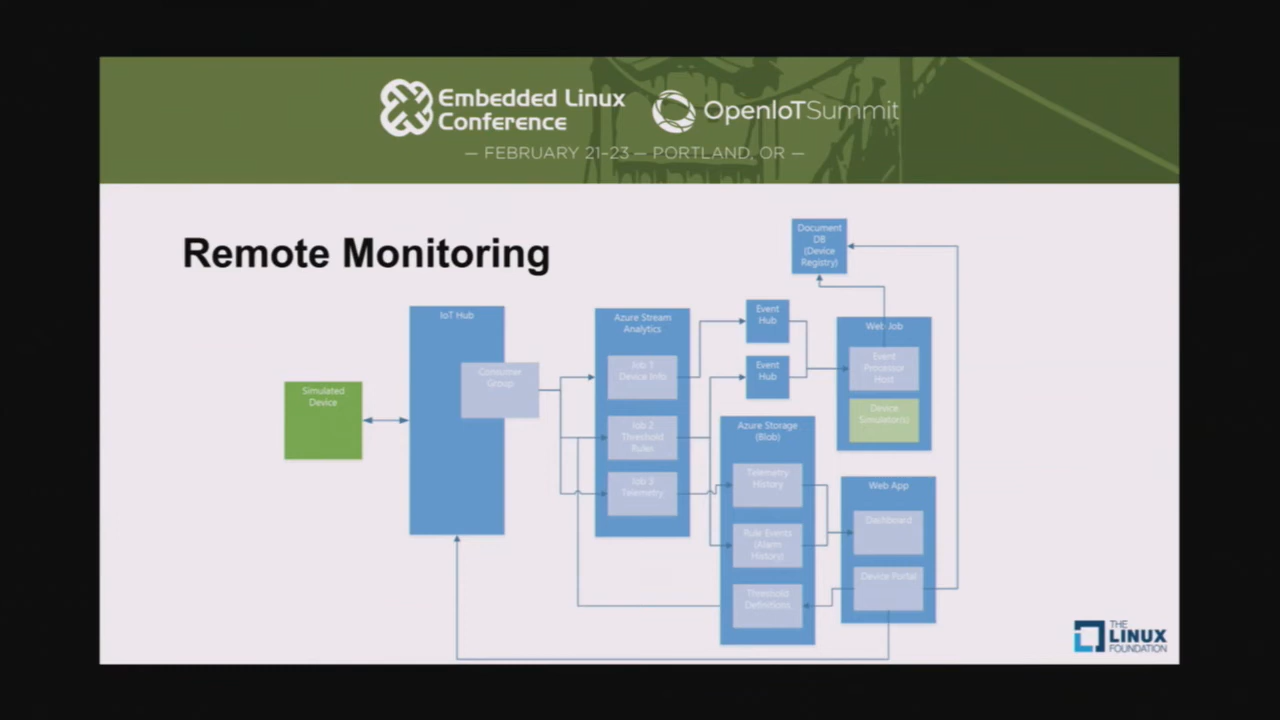 Embedded Linux
Conference
OpenIoTSummit
— FEBRUARY 21-23 — PORTLAND, OR —
Remote Monitoring
Document
DB
(Device
Registry)
IoT Hub
Consumer
Group
Simulated
Device
Azure Stream
Analytics
Job 1
Device Info
Job 2
Threshold
Rules
Job 3
Telemetry
Event
Hub
Event
Hub
Web Job
Event
Processor
Host
Device
Simulator(s)
Azure Storage
(Blob)
Telemetry
History
Rule Events
(Alarm
History)
Threshold
Definitions
Web App
Dashboard
Device Portal
THE
LINUX
FOUNDATION